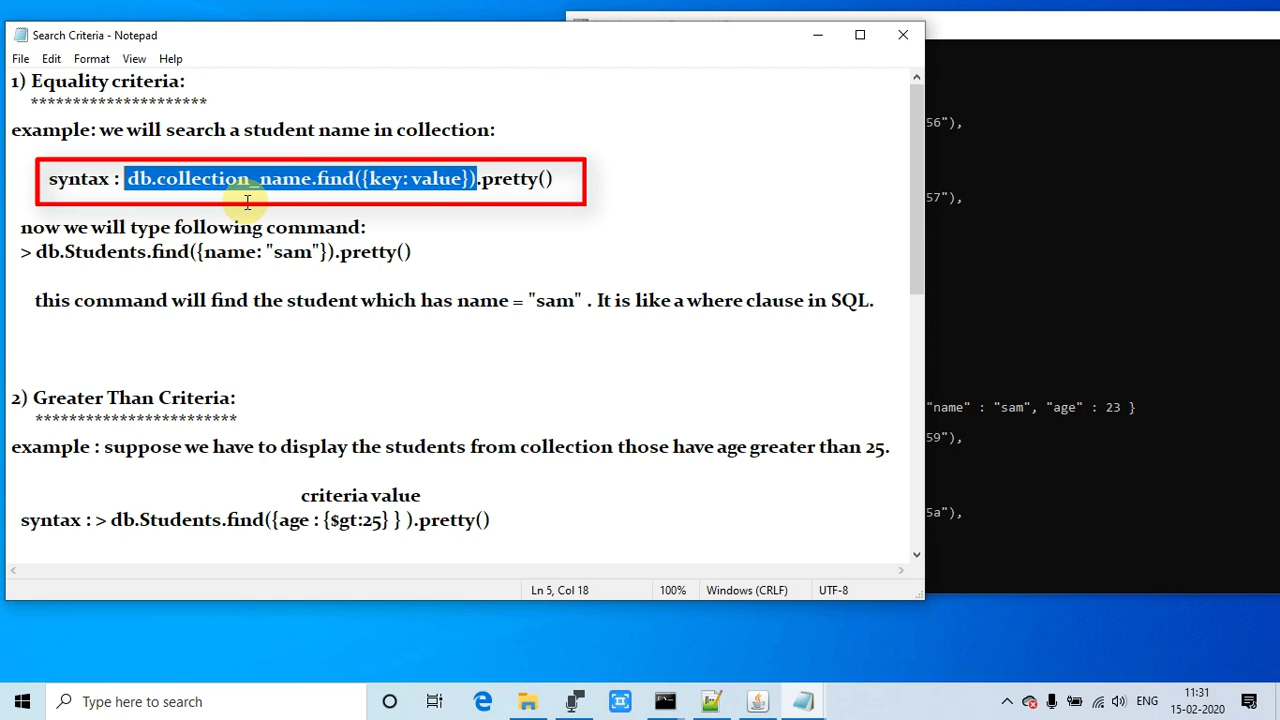 Search Criteria - Notepad
File Edit Format View Help
1) Equality criteria:
*********************
example: we will search a student name in collection:
syntax : db.collection_name.find({key: value}).pretty()
now we will type following command:
> db.Students.find({name: "sam"}).pretty()
this command will find the student which has name = "sam" . It is like a where clause in SQL.
2) Greater Than Criteria:
************************
example : suppose we have to display the students from collection those have age greater than 25.
criteria value
syntax : > db.Students.find({age : {$gt:25} } ).pretty()
Ln 5, Col 18 100% Windows (CRLF) UTF-8
56"),
57"),
"name" : "sam", "age" : 23 }
59"),
5a"),
Type here to search
ENG
11:31
15-02-2020